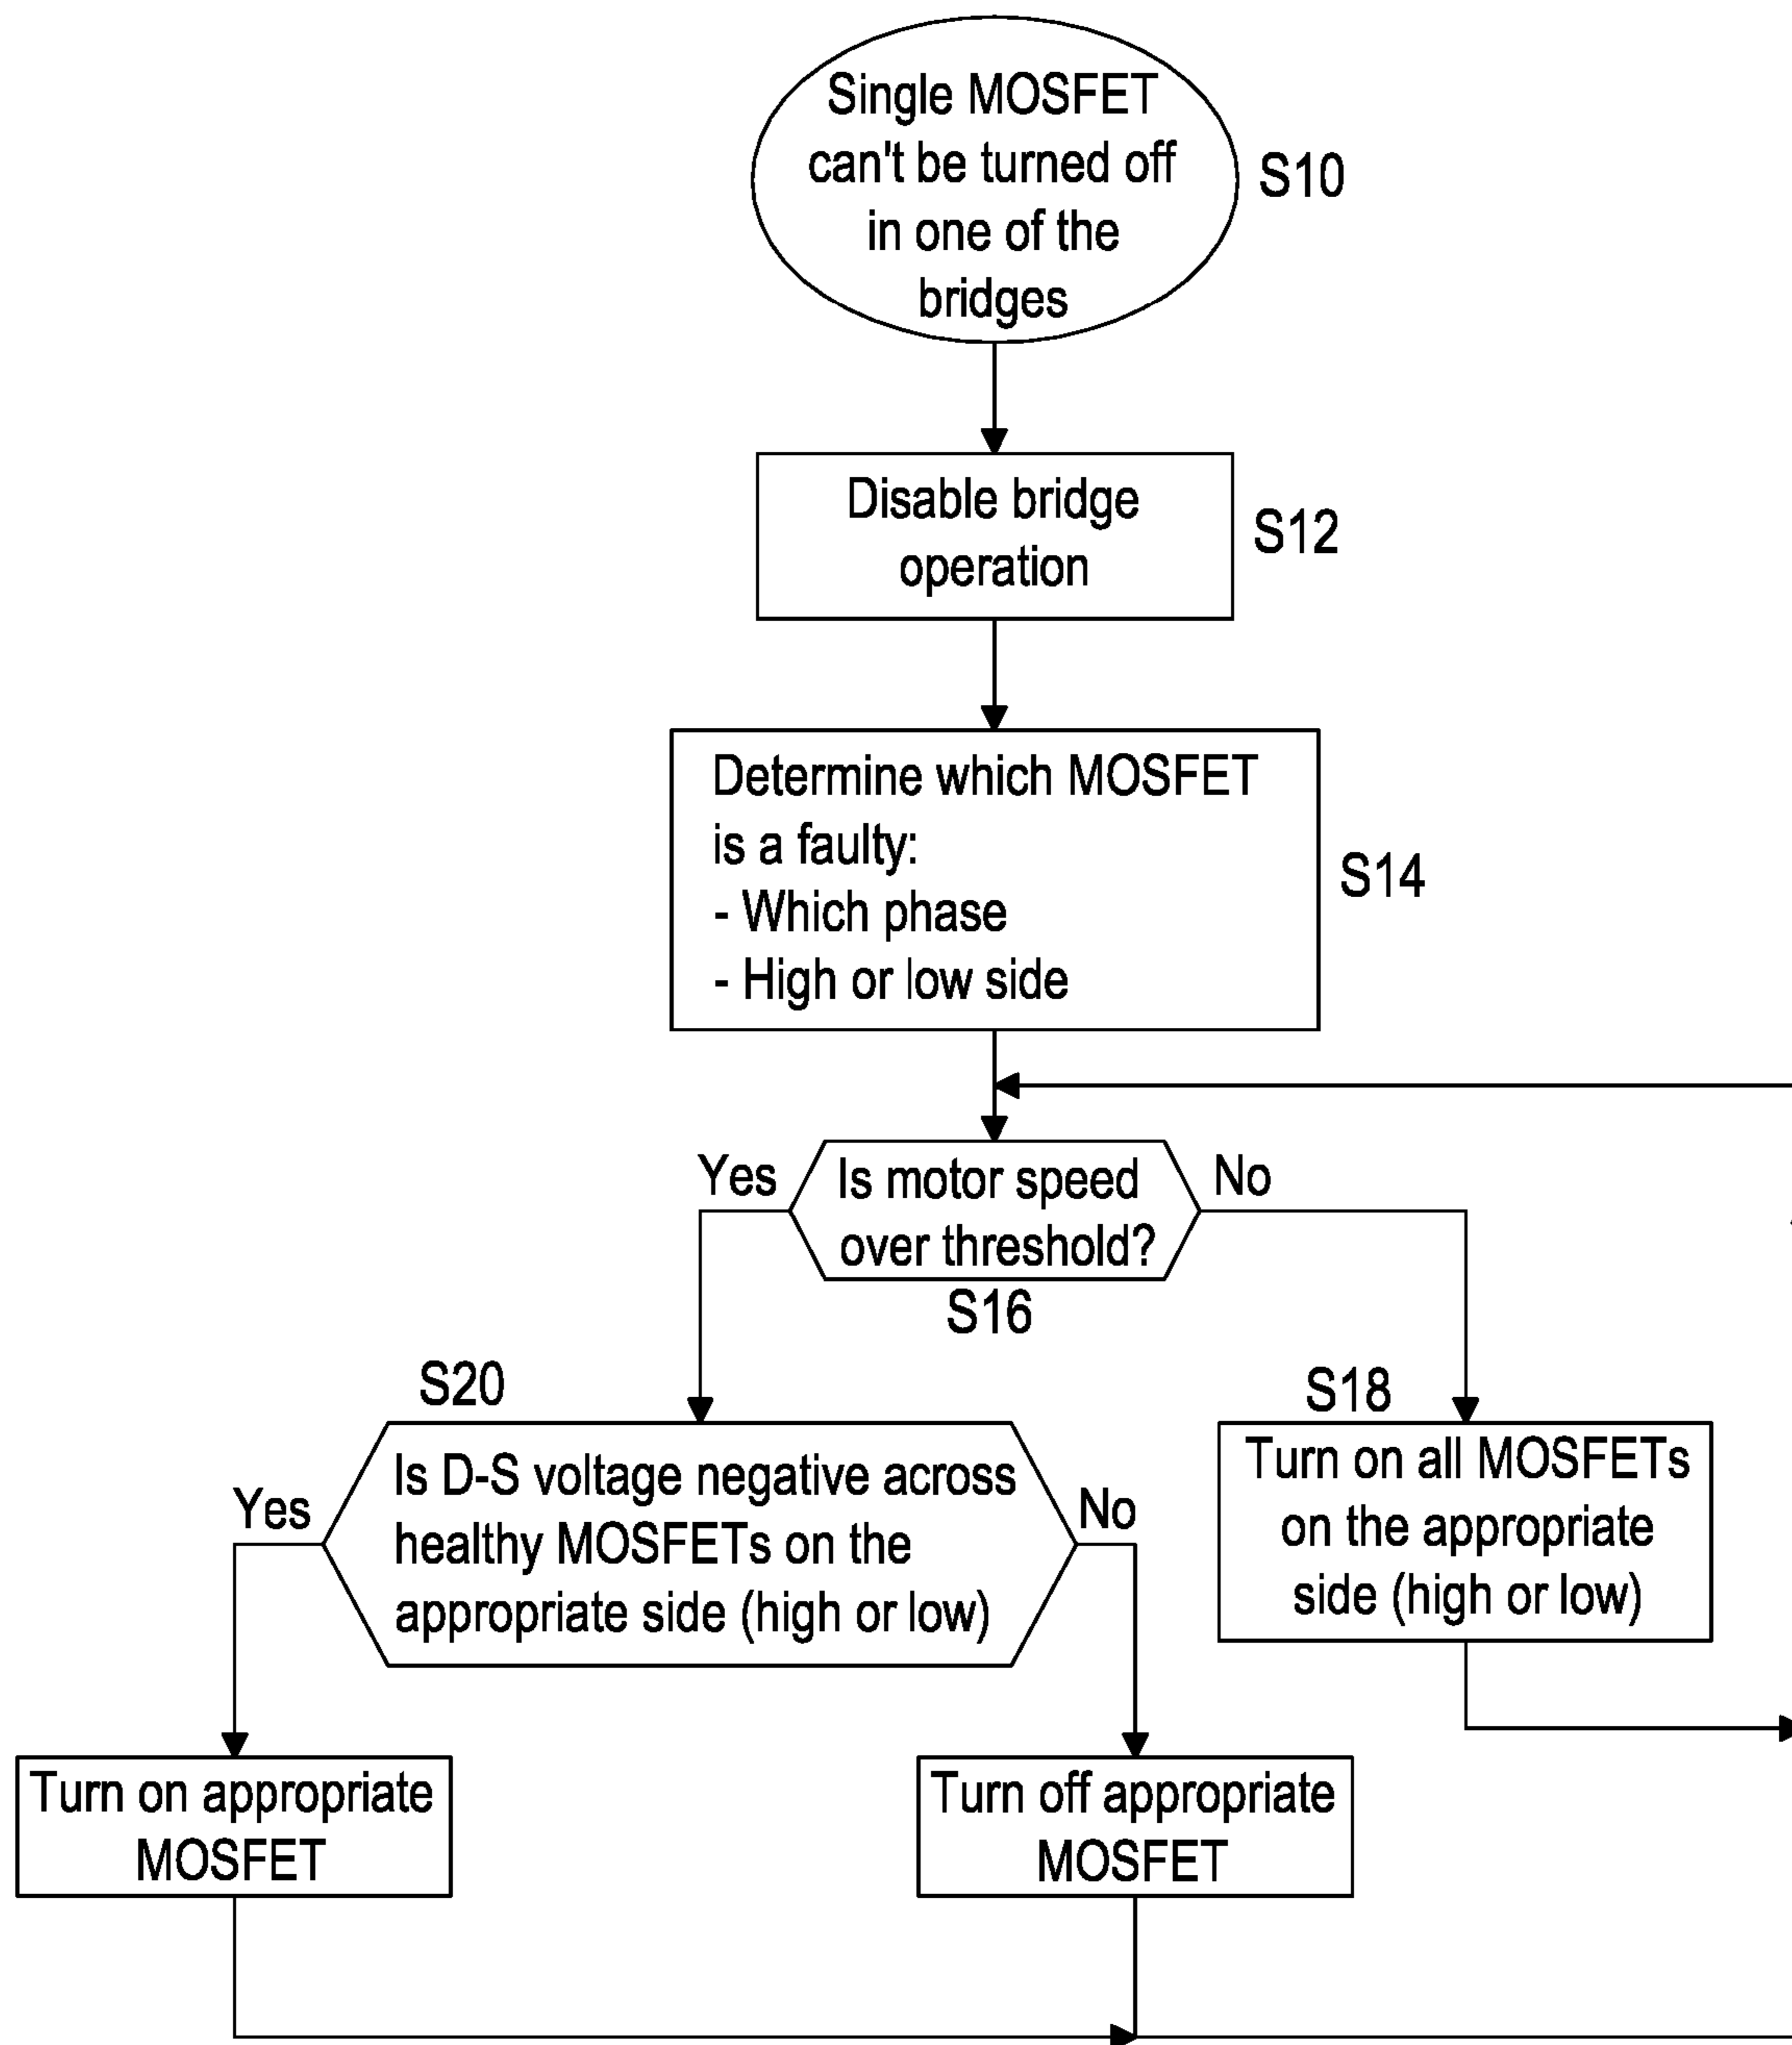 Single MOSFET
can't be turned off
in one of the
bridges
S10
Disable bridge
operation
S12
Determine which MOSFET
is a faulty:
- Which phase
- High or low side
S14
Yes
Is motor speed
over threshold?
No
S16
S20
S18
Yes
Is D-S voltage negative across
healthy MOSFETs on the
appropriate side (high or low)
No
Turn on all MOSFETs
on the appropriate
side (high or low)
Turn on appropriate
MOSFET
Turn off appropriate
MOSFET